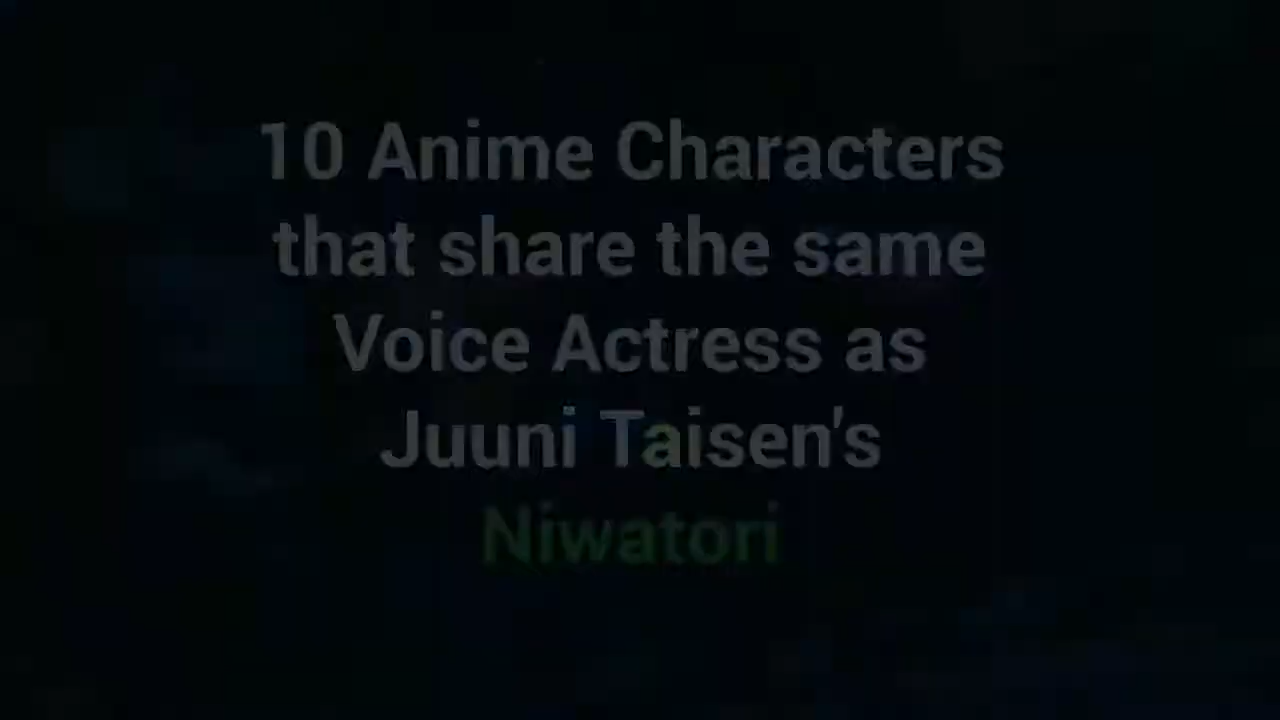 10 Anime Characters
that share the same
Voice Actress as
Juuni Taisen's
Niwatori